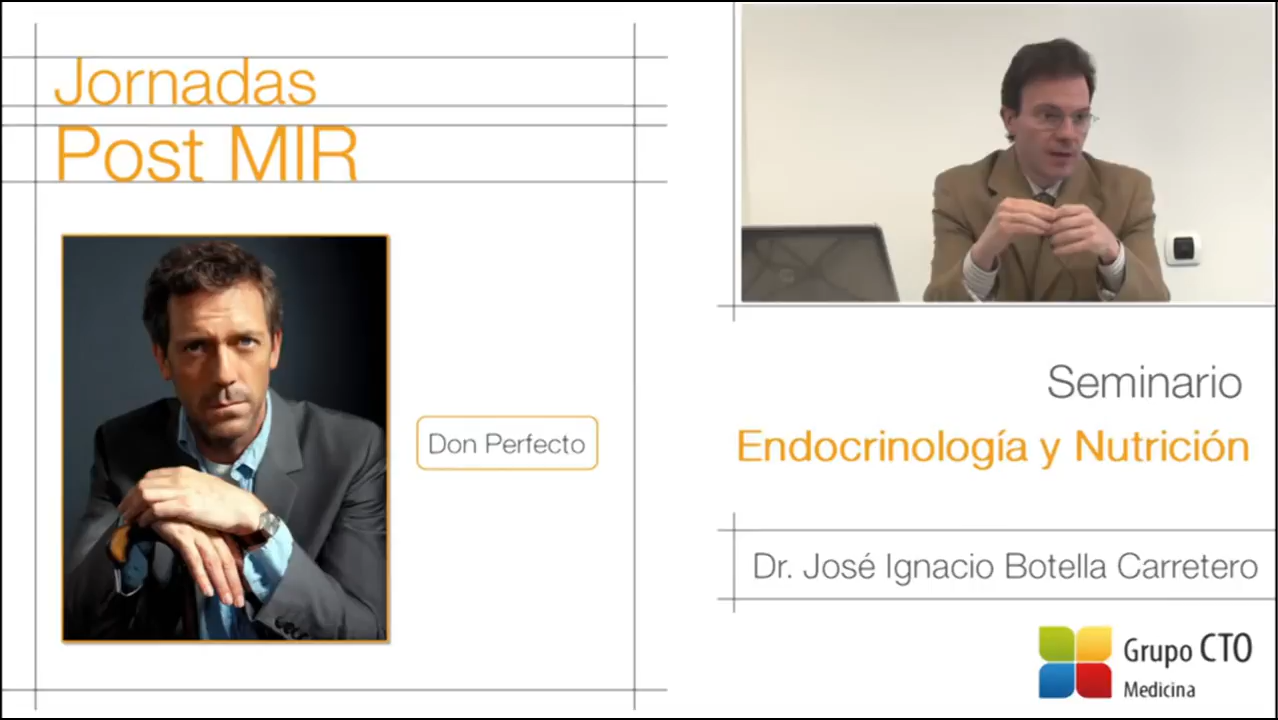 Jornadas
Post MIR
Don Perfecto
Seminario
Endocrinología y Nutrición
Dr. José Ignacio Botella Carretero
Grupo CTO
Medicina